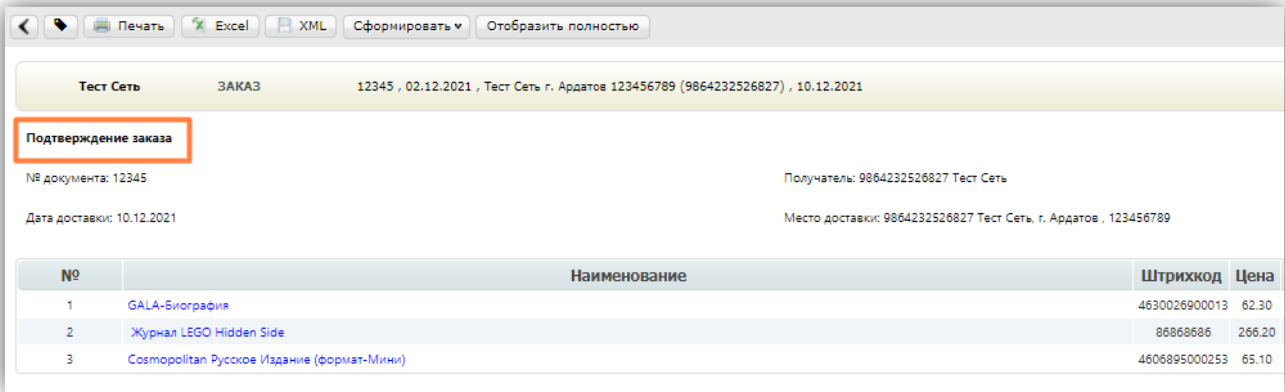 Печать Excel XML Сформировать Отобразить полностью
Тест Сеть ЗАКАЗ 12345 , 02.12.2021 , Тест Сеть г. Ардатов 123456789 (9864232526827) , 10.12.2021
Подтверждение заказа
№ документа: 12345 Получатель: 9864232526827 Тест Сеть
Дата доставки: 10.12.2021 Место доставки: 9864232526827 Тест Сеть, г. Ардатов , 123456789
№ Наименование Штрихкод Цена
1 GALA-Биография 4630026900013 62.30
2 Журнал LEGO Hidden Side 86868686 266.20
3 Cosmopolitan Русское Издание (формат-Мини) 4606895000253 65.10